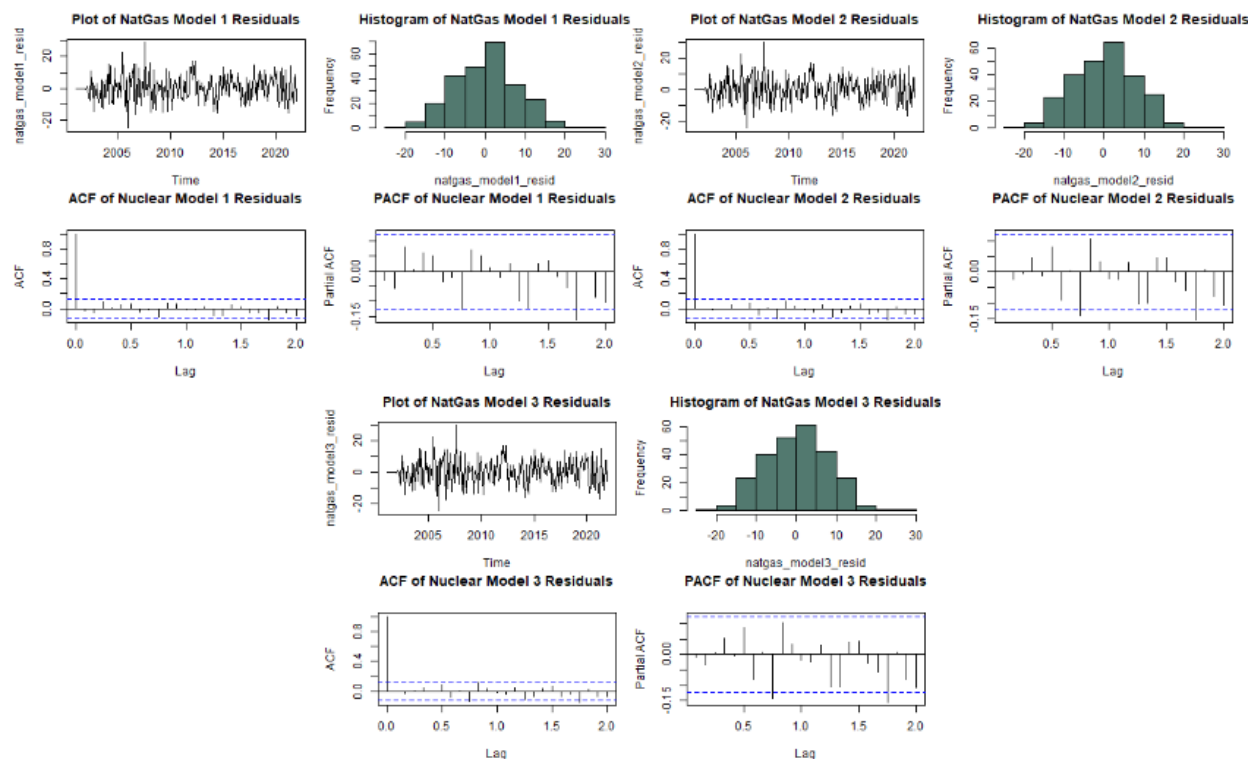 Plot of NatGas Model 1 Residuals
natgas_model1_resid
-20 0 20
2005 2010 2015 2020
Time
Histogram of NatGas Model 1 Residuals
Frequency
0 20 40 60
-20 -10 0 10 20 30
natgas_model1_resid
Plot of NatGas Model 2 Residuals
natgas_model2_resid
-20 0 20
2005 2010 2015 2020
Time
Histogram of NatGas Model 2 Residuals
Frequency
0 20 40 60
-20 -10 0 10 20 30
natgas_model2_resid
ACF of Nuclear Model 1 Residuals
ACF
0.0 0.4 0.8
0.0 0.5 1.0 1.5 2.0
Lag
PACF of Nuclear Model 1 Residuals
Partial ACF
-0.15 0.00
0.5 1.0 1.5 2.0
Lag
ACF of Nuclear Model 2 Residuals
ACF
0.0 0.4 0.8
0.0 0.5 1.0 1.5 2.0
Lag
PACF of Nuclear Model 2 Residuals
Partial ACF
-0.15 0.00
0.5 1.0 1.5 2.0
Lag
Plot of NatGas Model 3 Residuals
natgas_model3_resid
-20 0 20
2005 2010 2015 2020
Time
Histogram of NatGas Model 3 Residuals
Frequency
0 20 40 60
-20 -10 0 10 20 30
natgas_model3_resid
ACF of Nuclear Model 3 Residuals
ACF
0.0 0.4 0.8
0.0 0.5 1.0 1.5 2.0
Lag
PACF of Nuclear Model 3 Residuals
Partial ACF
-0.15 0.00
0.5 1.0 1.5 2.0
Lag